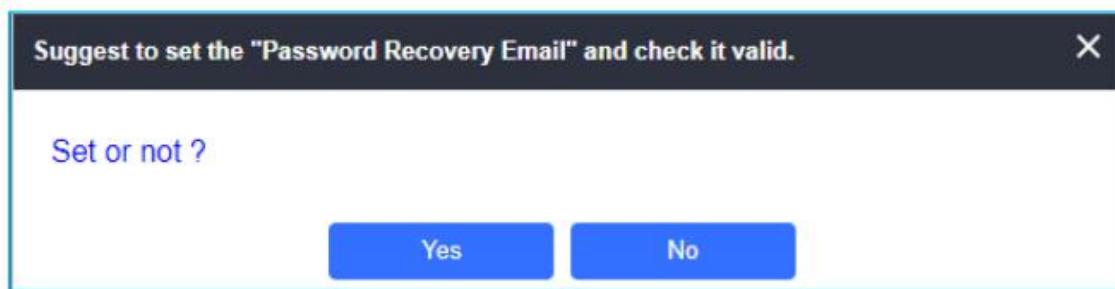 Suggest to set the "Password Recovery Email" and check it valid.
Set or not ?
Yes
No